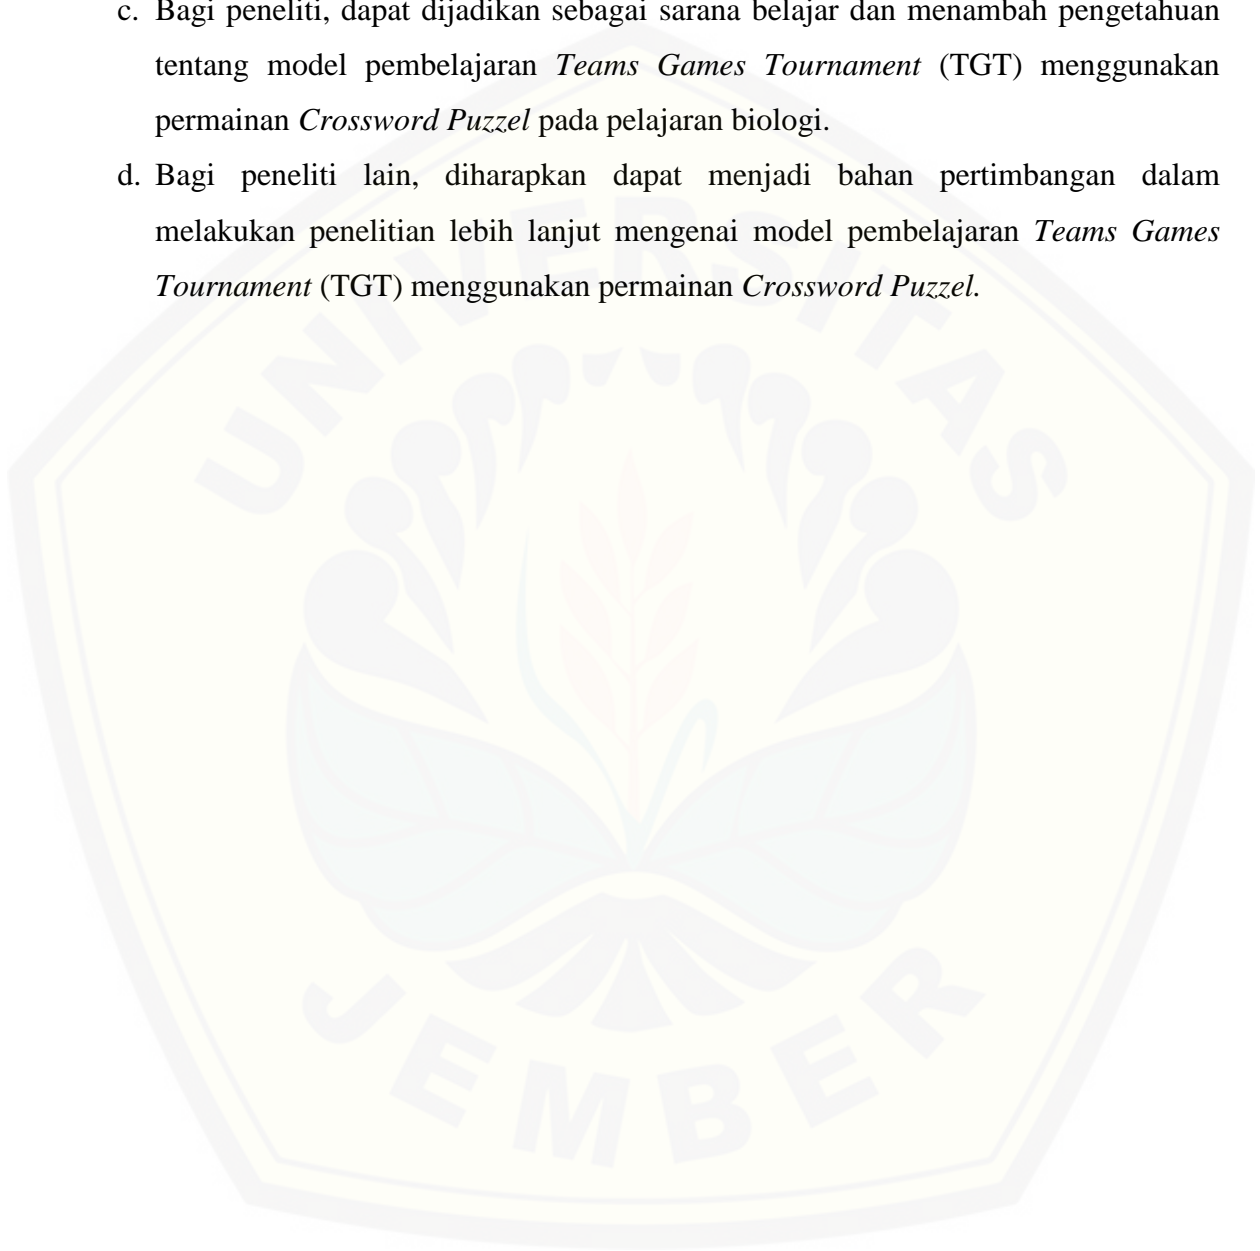 c. Bagi peneliti, dapat dijadikan sebagai sarana belajar dan menambah pengetahuan
tentang model pembelajaran Teams Games Tournament (TGT) menggunakan
permainan Crossword Puzzel pada pelajaran biologi.
d. Bagi peneliti lain, diharapkan dapat menjadi bahan pertimbangan dalam
melakukan penelitian lebih lanjut mengenai model pembelajaran Teams Games
Tournament (TGT) menggunakan permainan Crossword Puzzel.
UNIVERSITAS
JEMBER